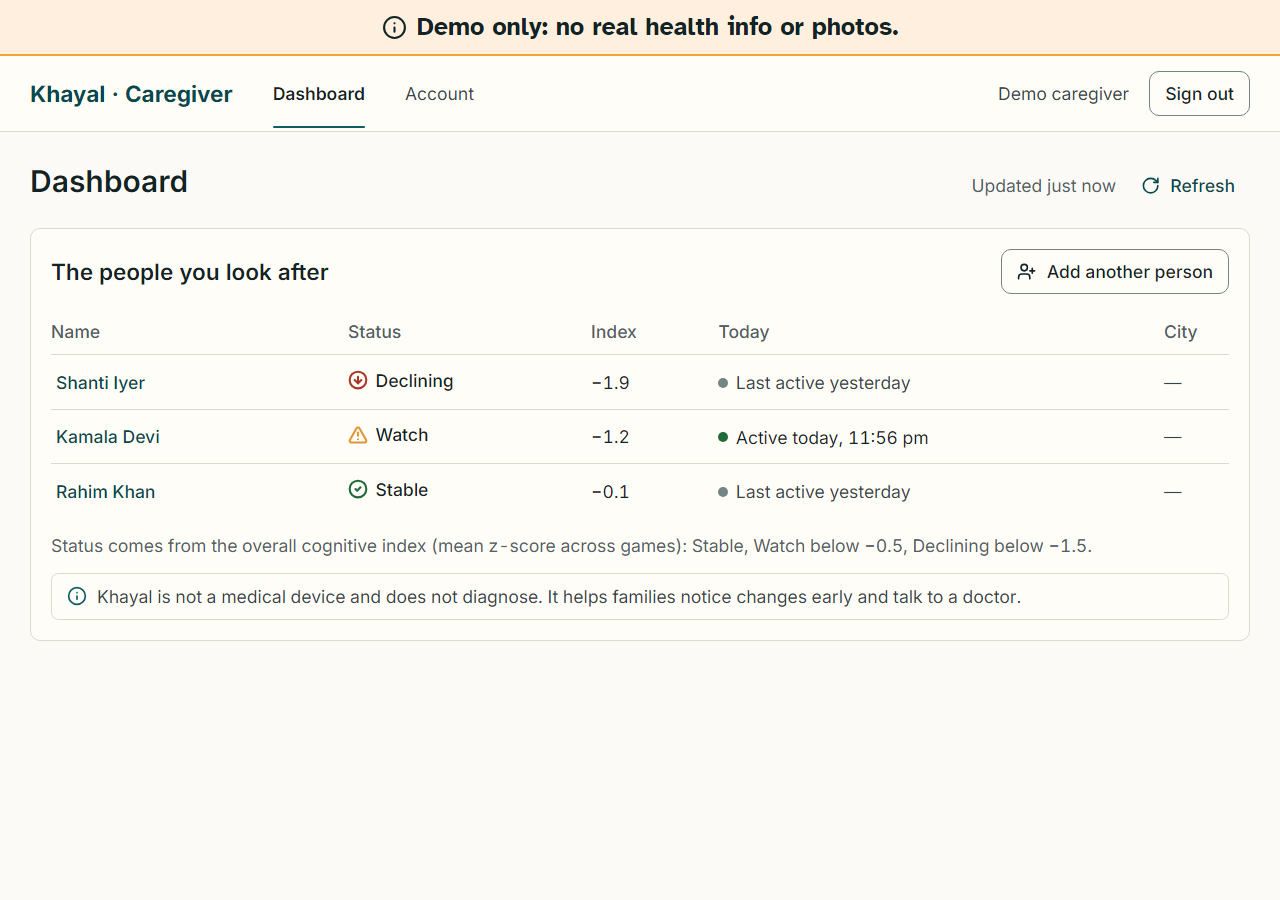 Demo only: no real health info or photos.
Khayal · Caregiver Dashboard Account Demo caregiver Sign out
Dashboard
Updated just now Refresh
The people you look after Add another person
Name Status Index Today City
Shanti Iyer Declining −1.9 Last active yesterday —
Kamala Devi Watch −1.2 Active today, 11:56 pm —
Rahim Khan Stable −0.1 Last active yesterday —
Status comes from the overall cognitive index (mean z-score across games): Stable, Watch below −0.5, Declining below −1.5.
Khayal is not a medical device and does not diagnose. It helps families notice changes early and talk to a doctor.